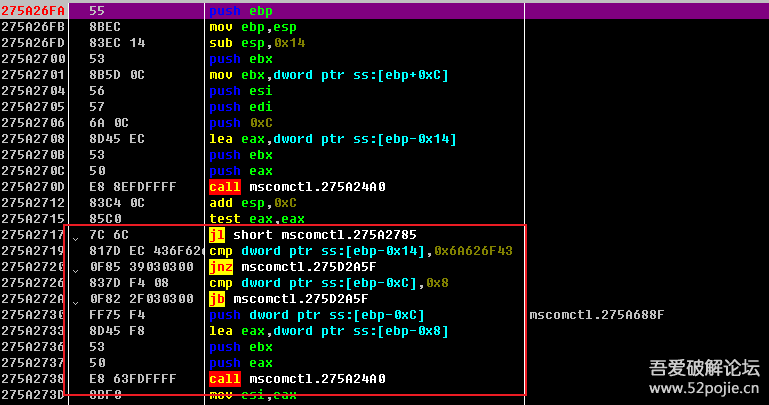 275A26FA 55 push ebp
275A26FB 8BEC mov ebp,esp
275A26FD 83EC 14 sub esp,0x14
275A2700 53 push ebx
275A2701 8B5D 0C mov ebx,dword ptr ss:[ebp+0xC]
275A2704 56 push esi
275A2705 57 push edi
275A2706 6A 0C push 0xC
275A2708 8D45 EC lea eax,dword ptr ss:[ebp-0x14]
275A270B 53 push ebx
275A270C 50 push eax
275A270D E8 8EFDFFFF call mscomctl.275A24A0
275A2712 83C4 0C add esp,0xC
275A2715 85C0 test eax,eax
275A2717 7C 6C jl short mscomctl.275A2785
275A2719 817D EC 436F626 cmp dword ptr ss:[ebp-0x14],0x6A626F43
275A2720 0F85 39030300 jnz mscomctl.275D2A5F
275A2726 837D F4 08 cmp dword ptr ss:[ebp-0xC],0x8
275A272A 0F82 2F030300 jb mscomctl.275D2A5F
275A2730 FF75 F4 push dword ptr ss:[ebp-0xC] mscomctl.275A688F
275A2733 8D45 F8 lea eax,dword ptr ss:[ebp-0x8]
275A2736 53 push ebx
275A2737 50 push eax
275A2738 E8 63FDFFFF call mscomctl.275A24A0
275A273D 8BF0 mov esi,eax
吾爱破解论坛
www.52pojie.cn